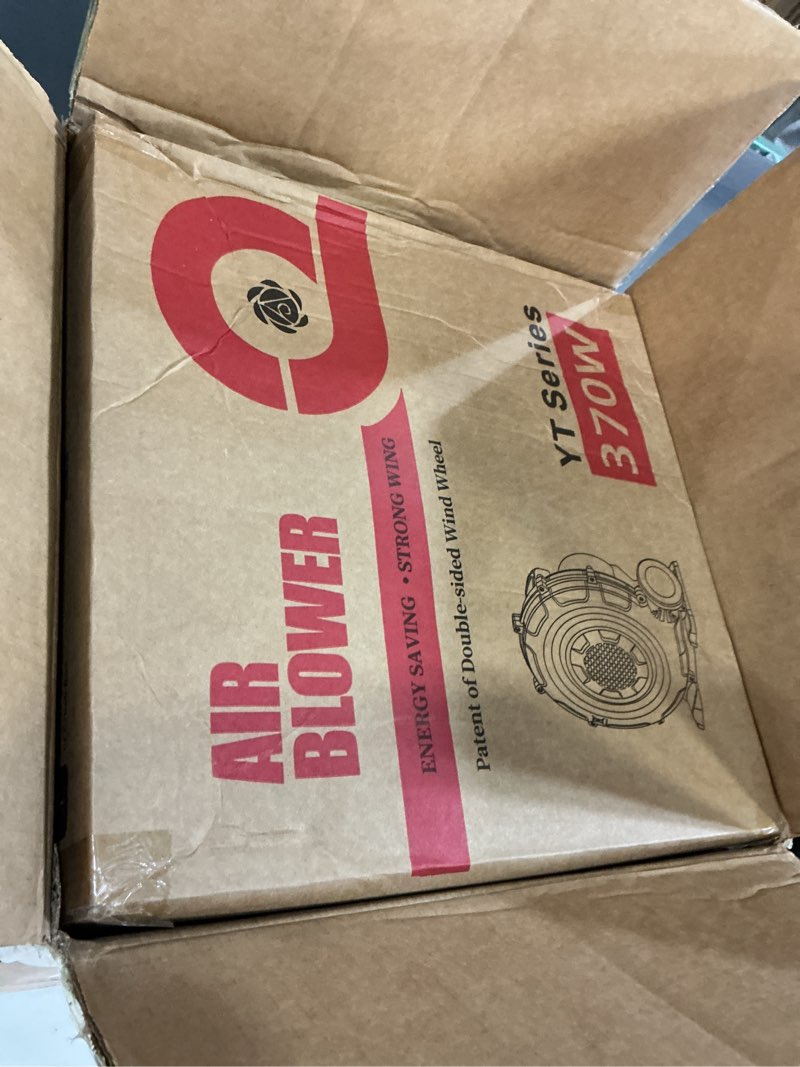 AIR
BLOWER
ENERGY SAVING • STRONG WING
Patent of Double-sided Wind Wheel
YT Series
370W